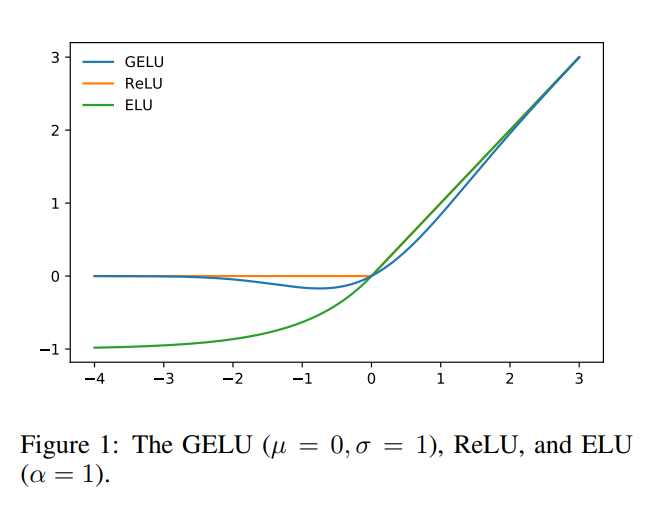 3
2
1
0
−1
GELU
ReLU
ELU
−4 −3 −2 −1 0 1 2 3
Figure 1: The GELU (μ = 0, σ = 1), ReLU, and ELU
(α = 1).